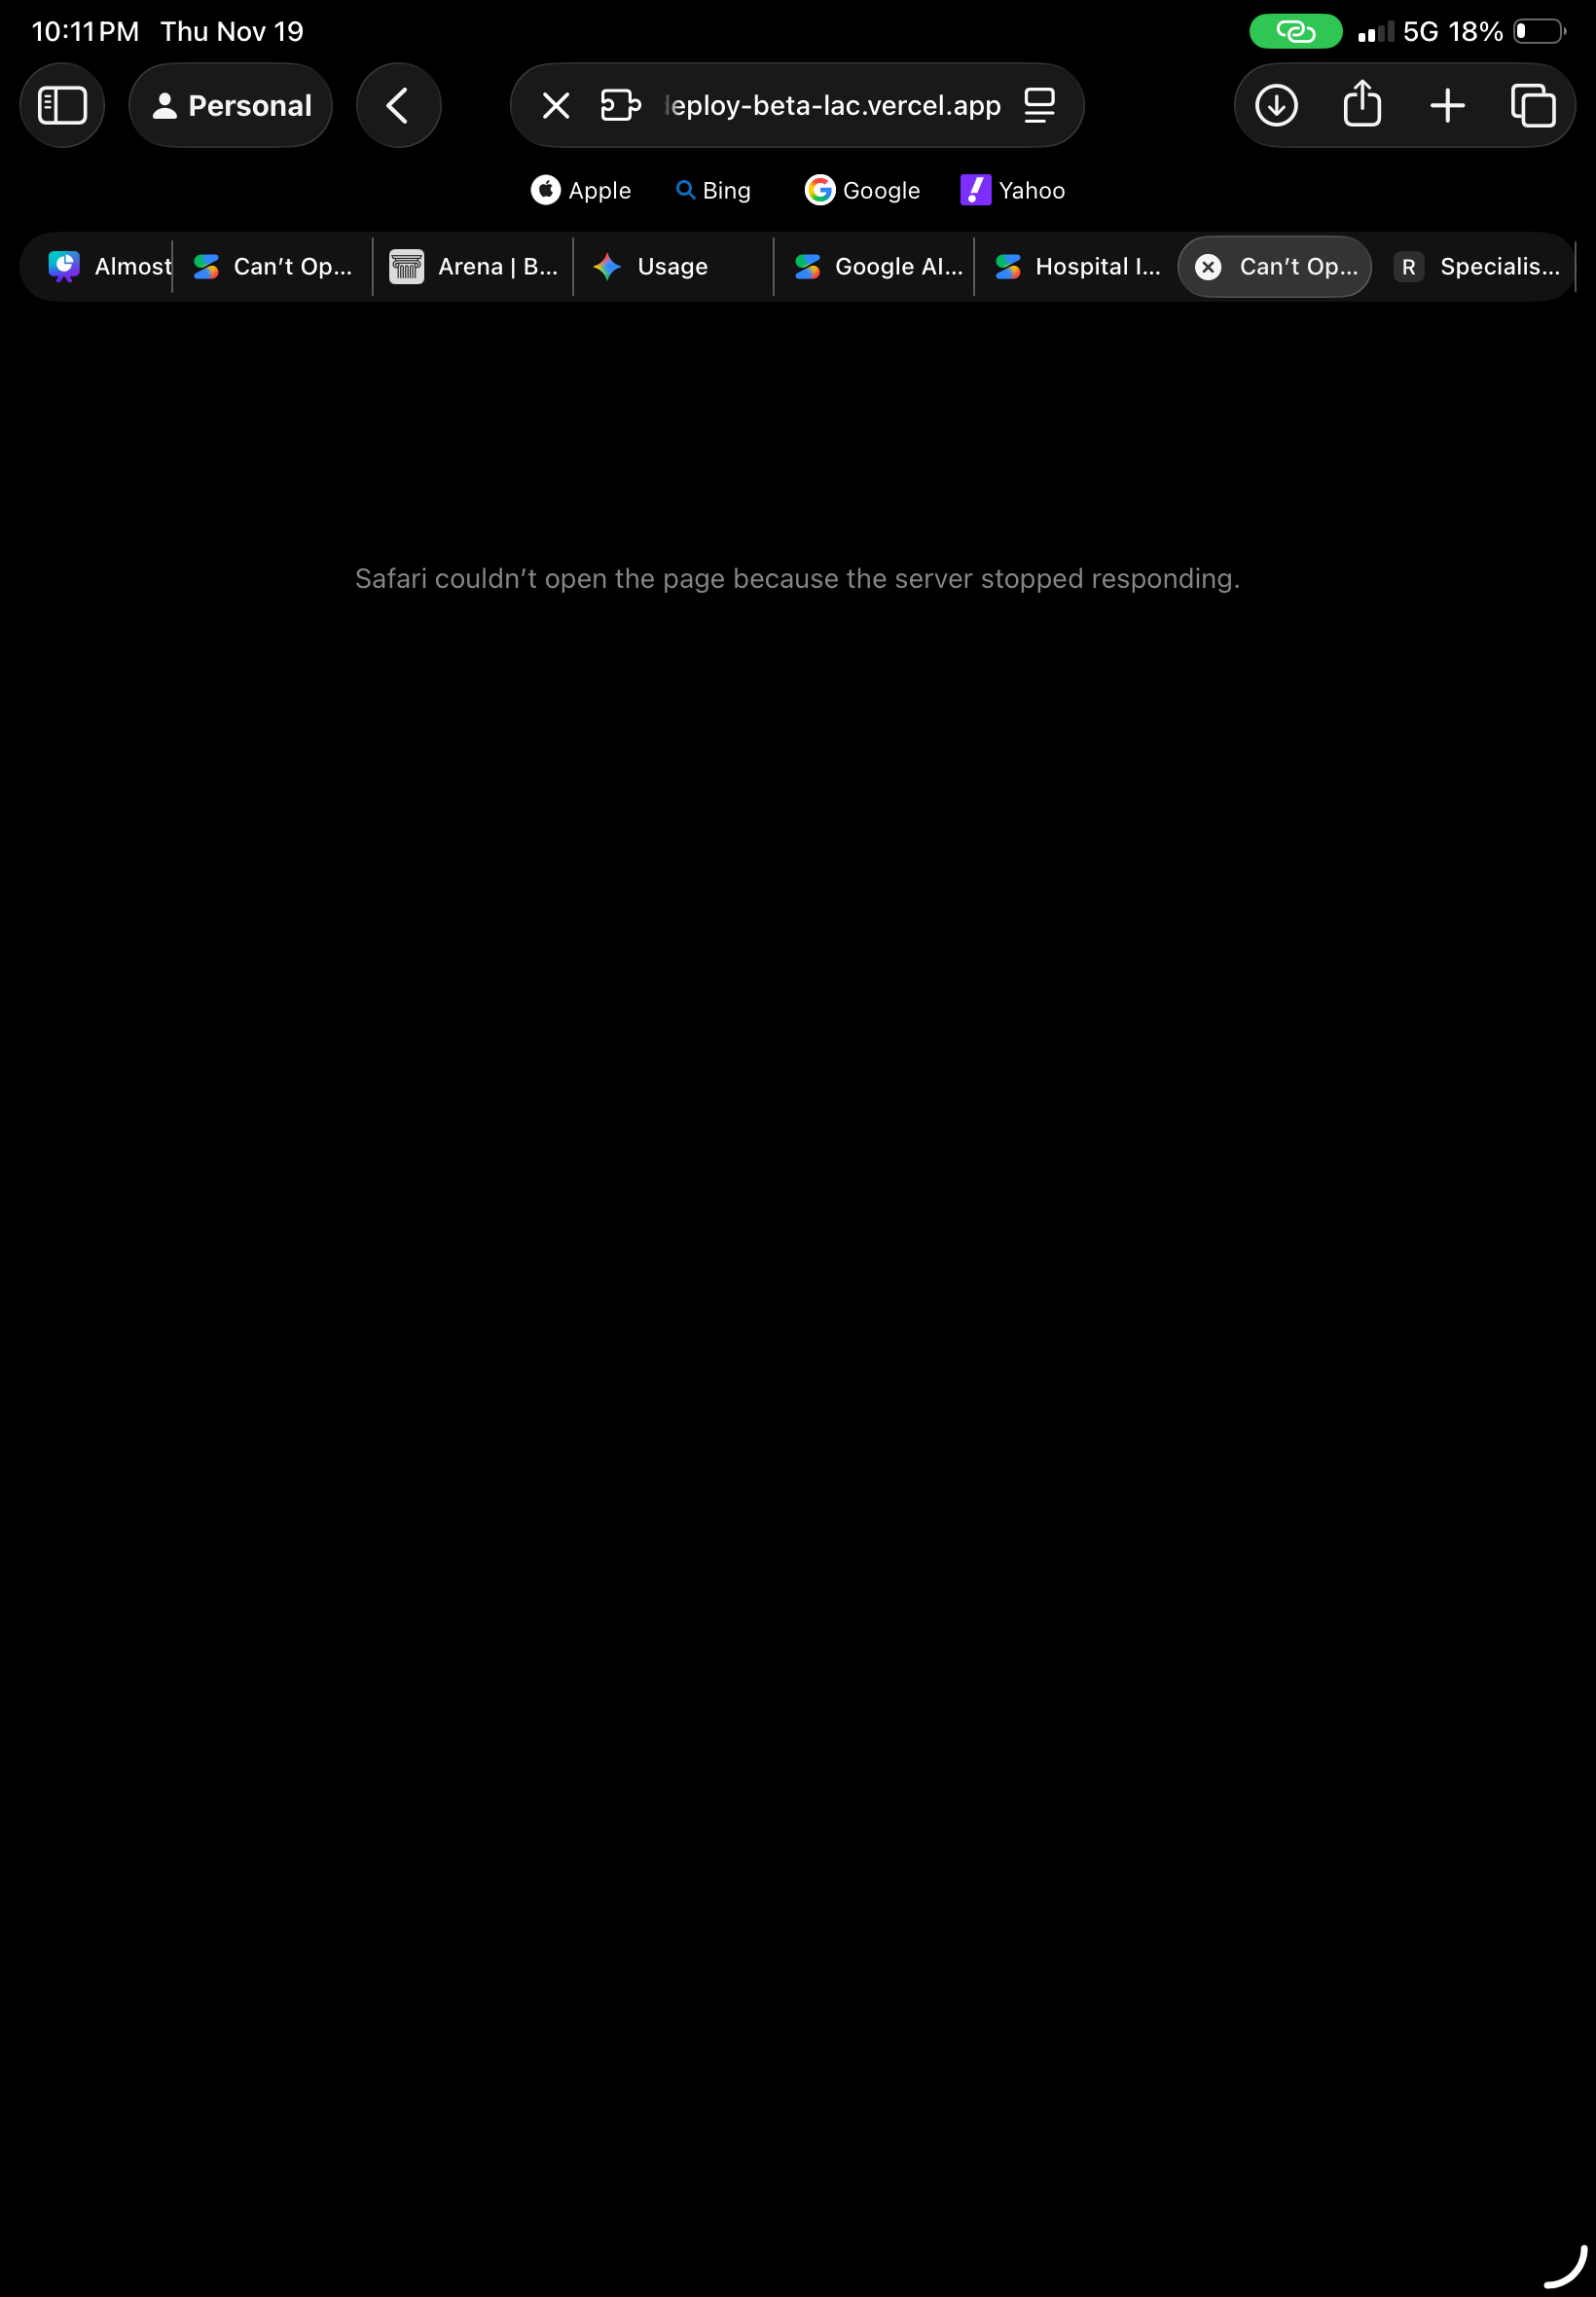 10:11 PM Thu Nov 19
5G 18%
Personal
eploy-beta-lac.vercel.app
Apple
Bing
Google
Yahoo
Almost
Can’t Op...
Arena | B...
Usage
Google AI...
Hospital I...
Can’t Op...
R
Specialis...
Safari couldn’t open the page because the server stopped responding.